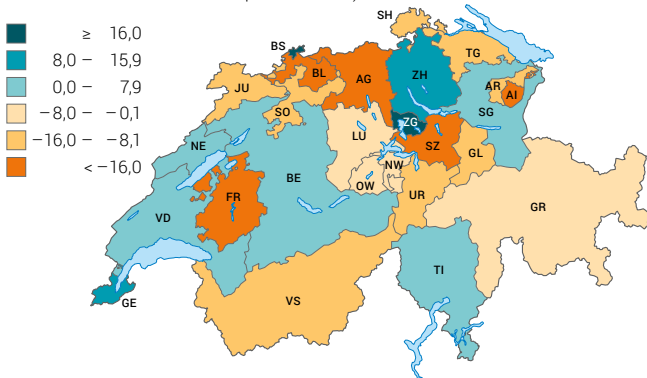 ≥ 16,0
8,0 – 15,9
0,0 – 7,9
−8,0 – −0,1
−16,0 – −8,1
< −16,0
SH
BS
TG
BL
AG
ZH
JU
AR
AI
SO
SG
ZG
LU
NE
SZ
GL
NW
BE
OW
FR
UR
GR
VD
TI
VS
GE